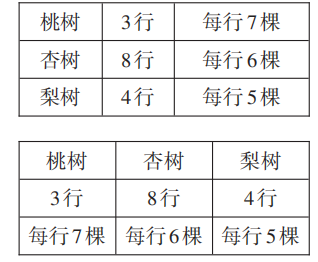 桃树 3行 每行7棵
杏树 8行 每行6棵
梨树 4行 每行5棵
桃树 杏树 梨树
3行 8行 4行
每行7棵 每行6棵 每行5棵